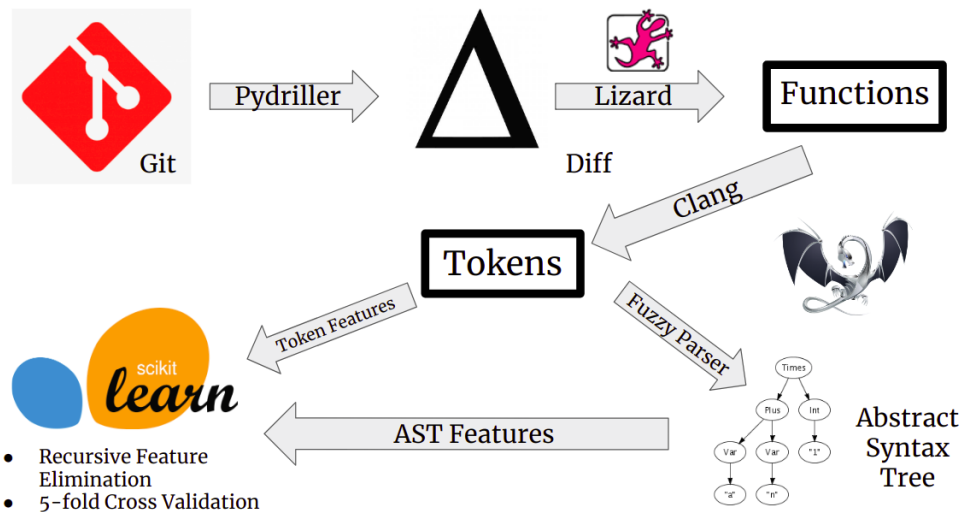 Git
Pydriller
Diff
Lizard
Functions
Clang
Tokens
Token Features
Fuzzy Parser
scikit
learn
AST Features
Times
Plus
Int
Var
Var
"1"
"a"
"n"
Abstract
Syntax
Tree
● Recursive Feature
Elimination
● 5-fold Cross Validation